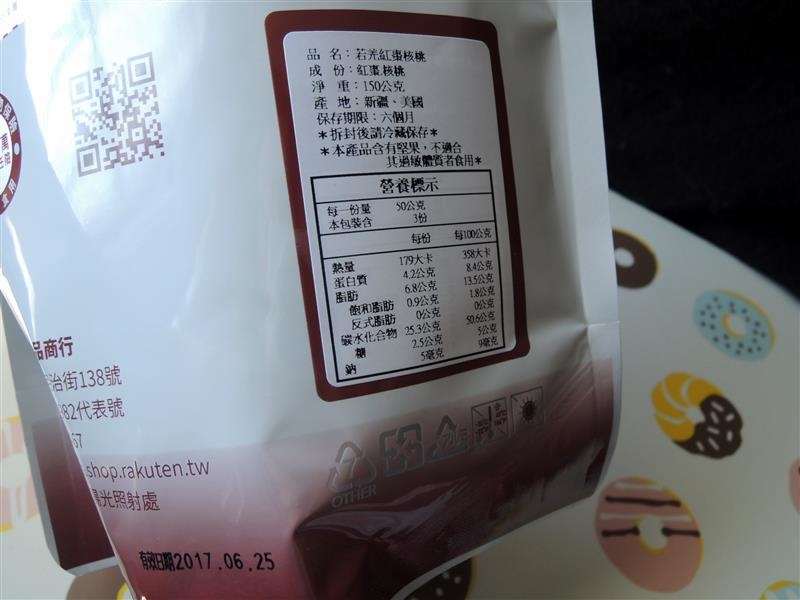 品 名：若羌紅棗核桃
成 份：紅棗.核桃
淨 重：150公克
產 地：新疆、美國
保存期限：六個月
＊拆封後請冷藏保存＊
＊本產品含有堅果，不適合
其過敏體質者食用＊
營養標示
每一份量 50公克
本包裝含 3份
每份 每100公克
熱量 179大卡 358大卡
蛋白質 4.2公克 8.4公克
脂肪 6.8公克 13.5公克
飽和脂肪 0.9公克 1.8公克
反式脂肪 0公克 0公克
碳水化合物 25.3公克 50.6公克
糖 2.5公克 5公克
鈉 5毫克 9毫克
品商行
治街138號
82代表號
67
shop.rakuten.tw
光照射處
7
OTHER
有效日期2017.06.25